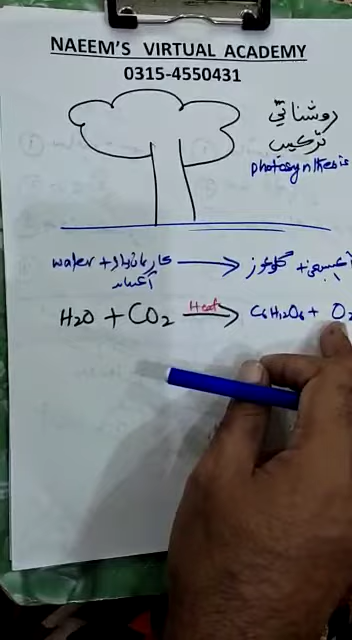 NAEEM'S VIRTUAL ACADEMY
0315-4550431
روشنائی
ترکیب
photosynthesis
water + کاربن ڈائی آکسائیڈ → گلوکوز + آکسیجن
H₂O + CO₂ Heat → C₆H₁₂O₆ + O₂